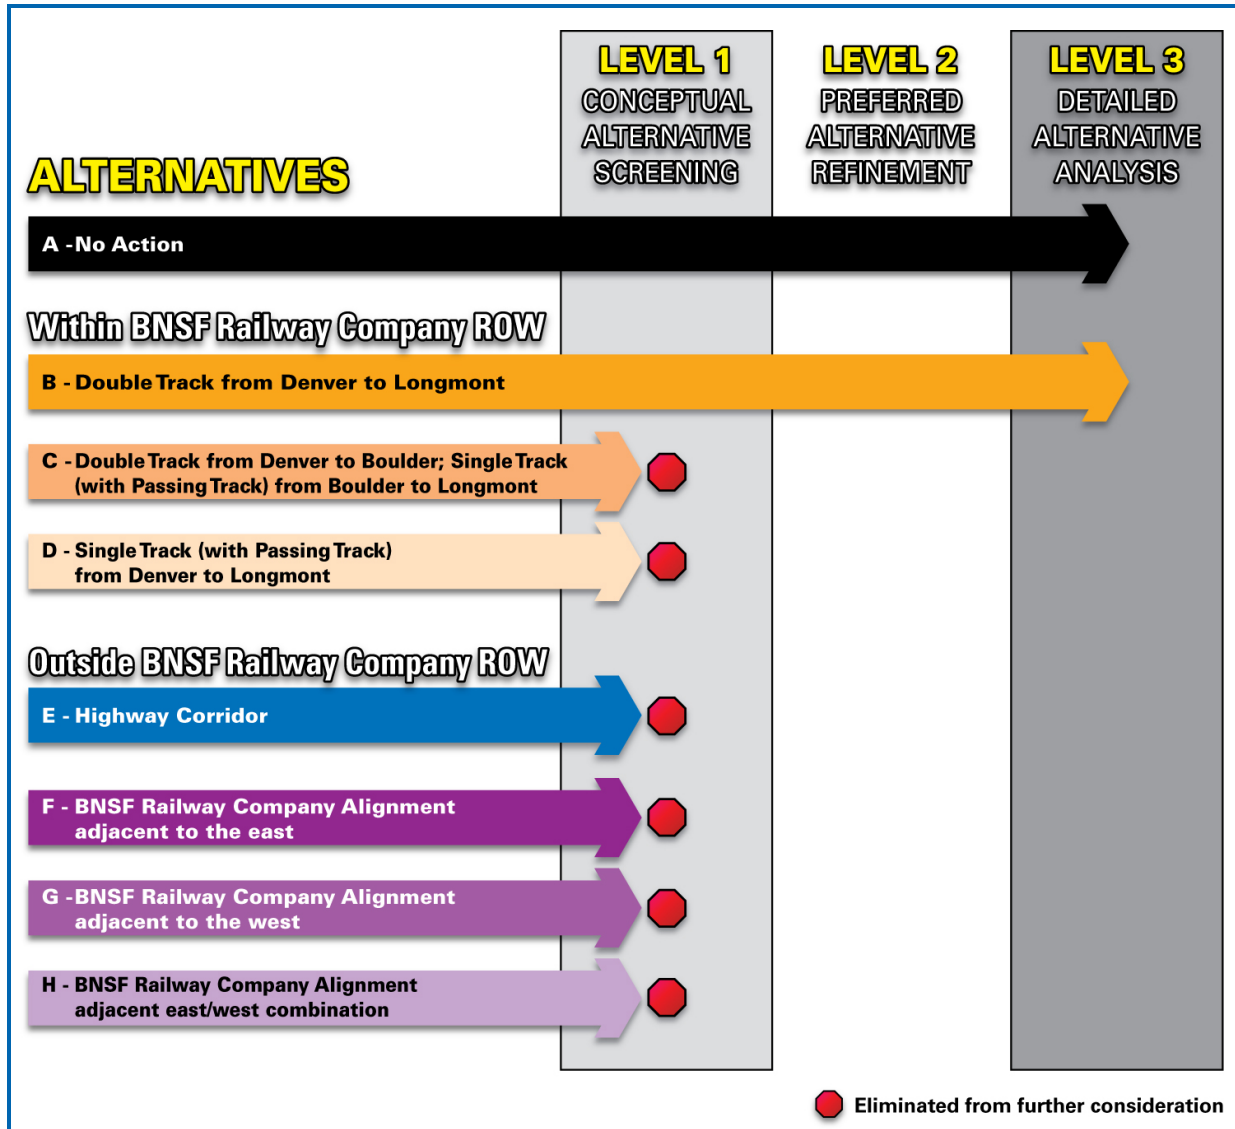 LEVEL 1
CONCEPTUAL
ALTERNATIVE
SCREENING
LEVEL 2
PREFERRED
ALTERNATIVE
REFINEMENT
LEVEL 3
DETAILED
ALTERNATIVE
ANALYSIS
ALTERNATIVES
A - No Action
Within BNSF Railway Company ROW
B - Double Track from Denver to Longmont
C - Double Track from Denver to Boulder; Single Track
(with Passing Track) from Boulder to Longmont
D - Single Track (with Passing Track)
from Denver to Longmont
Outside BNSF Railway Company ROW
E - Highway Corridor
F - BNSF Railway Company Alignment
adjacent to the east
G - BNSF Railway Company Alignment
adjacent to the west
H - BNSF Railway Company Alignment
adjacent east/west combination
Eliminated from further consideration